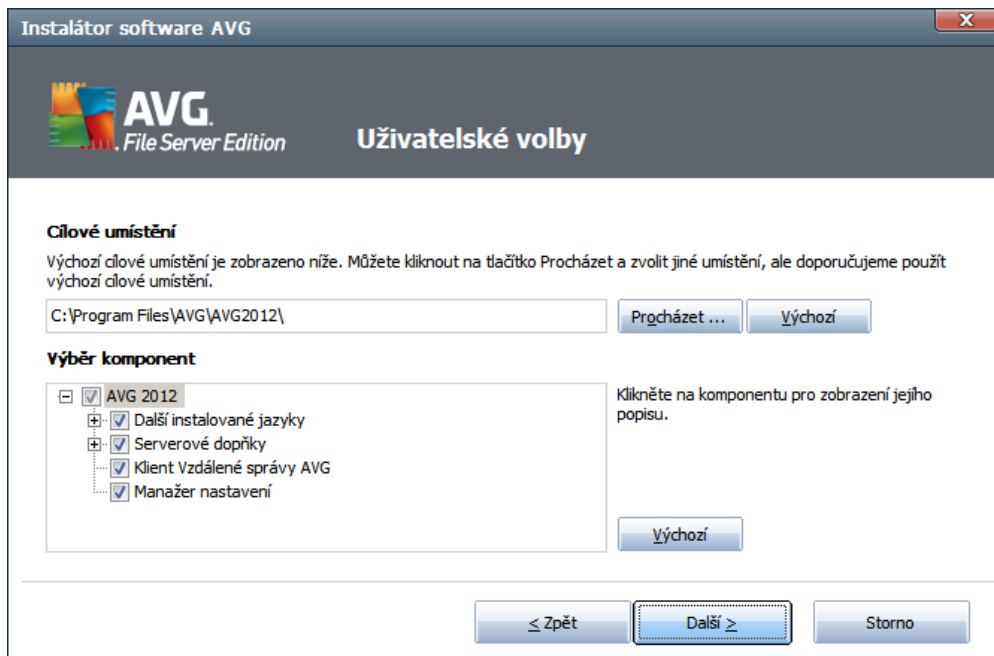 Instalátor software AVG
AVG.
File Server Edition
Uživatelské volby
Cílové umístění
Výchozí cílové umístění je zobrazeno níže. Můžete kliknout na tlačítko Procházet a zvolit jiné umístění, ale doporučujeme použít
výchozí cílové umístění.
C:\Program Files\AVG\AVG2012\
Procházet ...
Výchozí
Výběr komponent
AVG 2012
Další instalované jazyky
Serverové dopňky
Klient Vzdálené správy AVG
Manažer nastavení
Klikněte na komponentu pro zobrazení jejího
popisu.
Výchozí
< Zpět
Další >
Storno